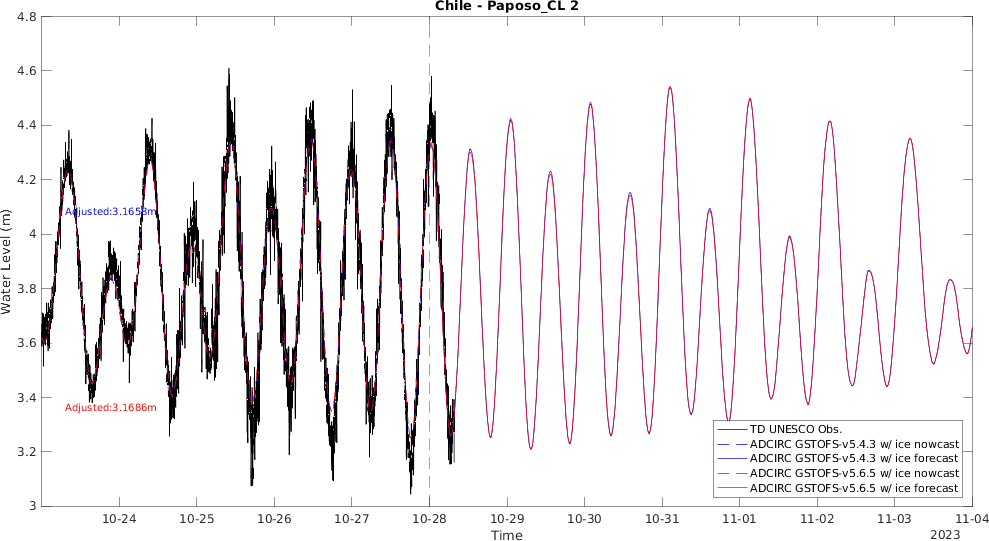 Chile - Paposo_CL 2
4.8
4.6
4.4
4.2
4
3.8
3.6
3.4
3.2
3
Water Level (m)
Adjusted:3.1653m
Adjusted:3.1686m
TD UNESCO Obs.
ADCIRC GSTOFS-v5.4.3 w/ ice nowcast
ADCIRC GSTOFS-v5.4.3 w/ ice forecast
ADCIRC GSTOFS-v5.6.5 w/ ice nowcast
ADCIRC GSTOFS-v5.6.5 w/ ice forecast
10-24 10-25 10-26 10-27 10-28 10-29 10-30 10-31 11-01 11-02 11-03 11-04
Time
2023